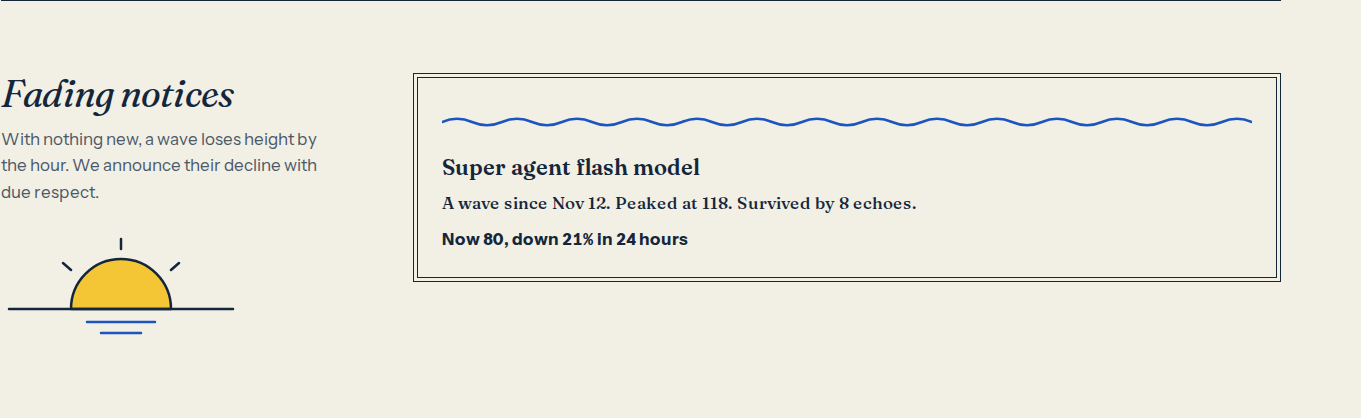 Fading notices
With nothing new, a wave loses height by
the hour. We announce their decline with
due respect.
Super agent flash model
A wave since Nov 12. Peaked at 118. Survived by 8 echoes.
Now 80, down 21% in 24 hours